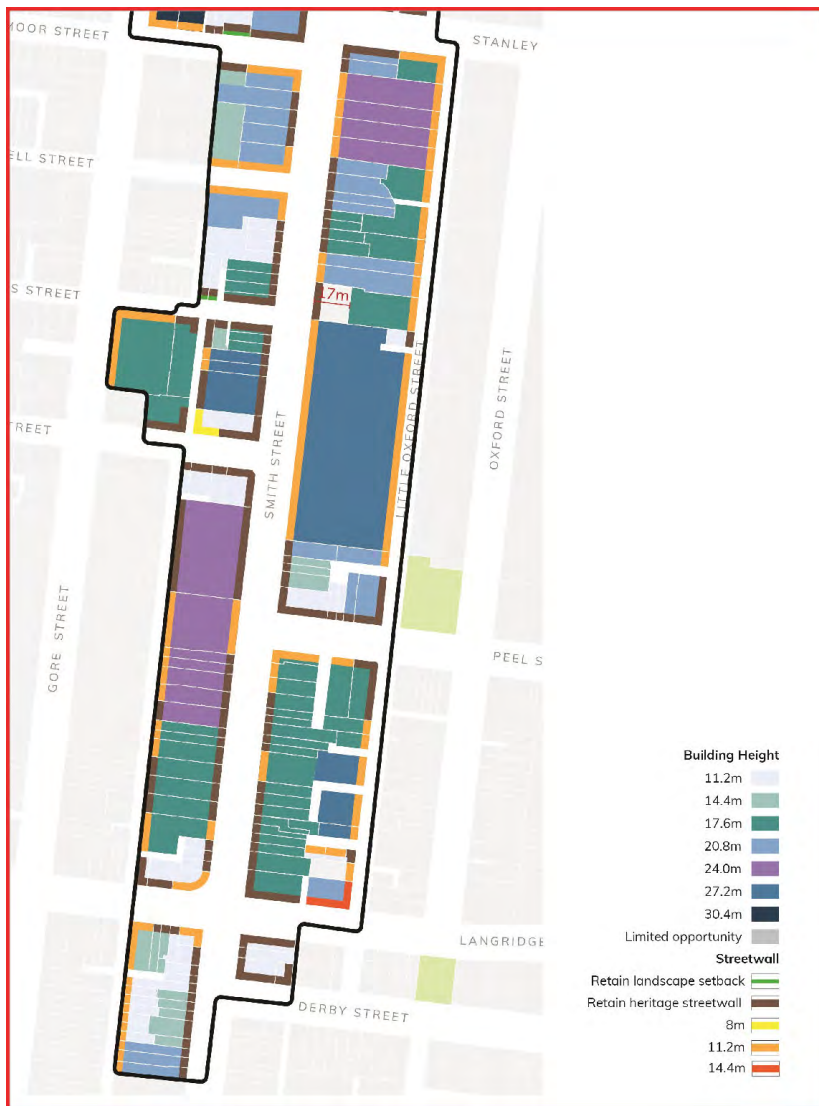 MOOR STREET
STANLEY
ELL STREET
S STREET
17m
STREET
SMITH STREET
LITTLE OXFORD STREET
OXFORD STREET
GORE STREET
PEEL S
LANGRIDGE
DERBY STREET
Building Height
11.2m
14.4m
17.6m
20.8m
24.0m
27.2m
30.4m
Limited opportunity
Streetwall
Retain landscape setback
Retain heritage streetwall
8m
11.2m
14.4m